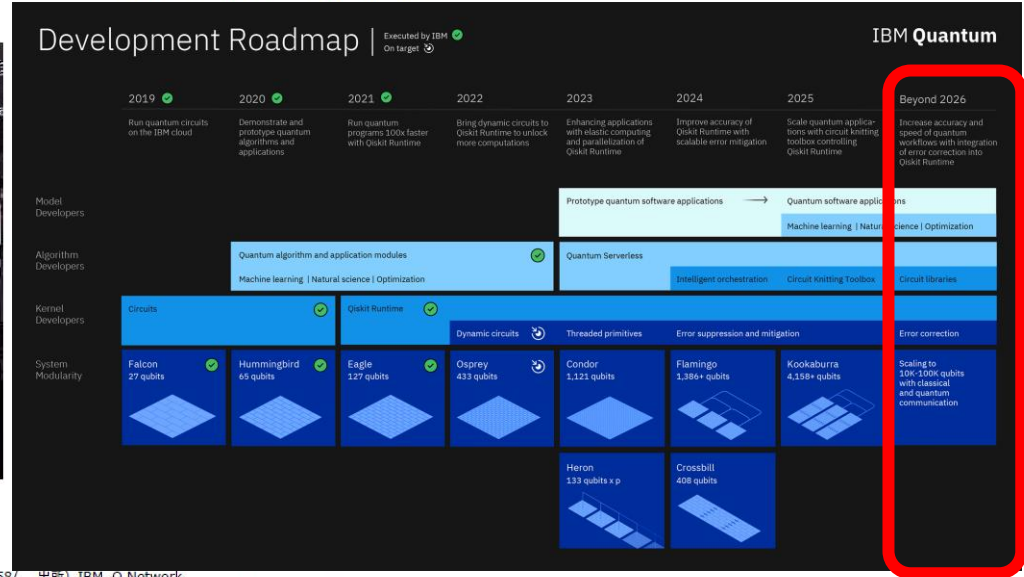 Development Roadmap | Executed by IBM
On target
IBM Quantum
2019
2020
2021
2022
2023
2024
2025
Beyond 2026
Run quantum circuits
on the IBM cloud
Demonstrate and
prototype quantum
algorithms and
applications
Run quantum
programs 100x faster
with Qiskit Runtime
Bring dynamic circuits to
Qiskit Runtime to unlock
more computations
Enhancing applications
with elastic computing
and parallelization of
Qiskit Runtime
Improve accuracy of
Qiskit Runtime with
scalable error mitigation
Scale quantum applica-
tions with circuit knitting
toolbox controlling
Qiskit Runtime
Increase accuracy and
speed of quantum
workflows with integration
of error correction into
Qiskit Runtime
Model
Developers
Prototype quantum software applications →
Quantum software applications
Machine learning | Natural science | Optimization
Algorithm
Developers
Quantum algorithm and application modules
Machine learning | Natural science | Optimization
Quantum Serverless
Intelligent orchestration
Circuit Knitting Toolbox
Circuit libraries
Kernel
Developers
Circuits
Qiskit Runtime
Dynamic circuits
Threaded primitives
Error suppression and mitigation
Error correction
System
Modularity
Falcon
27 qubits
Hummingbird
65 qubits
Eagle
127 qubits
Osprey
433 qubits
Condor
1,121 qubits
Flamingo
1,386+ qubits
Kookaburra
4,158+ qubits
Scaling to
10K-100K qubits
with classical
and quantum
communication
Heron
133 qubits x p
Crossbill
408 qubits